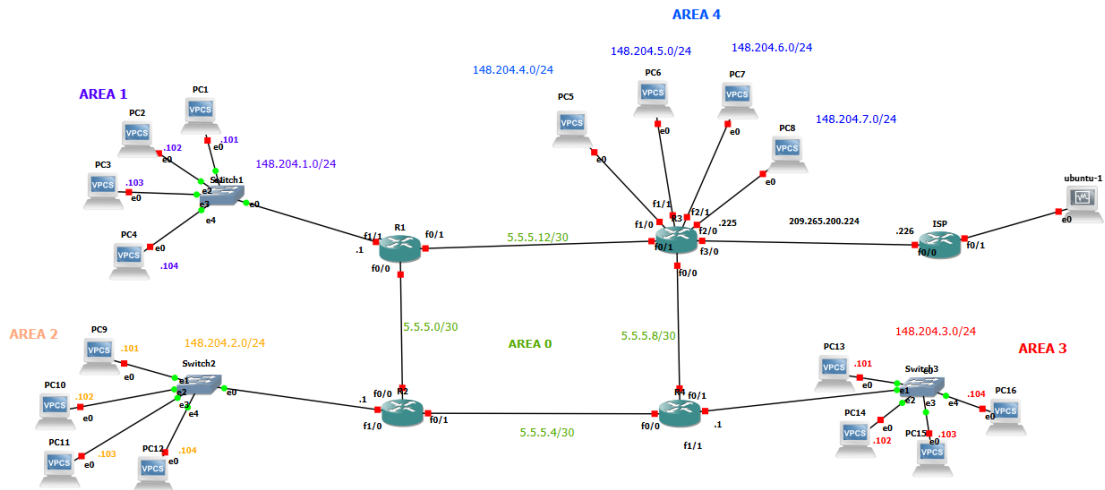 AREA 4
148.204.6.0/24
148.204.5.0/24
148.204.4.0/24
PC6
PC7
PC5
VPCS
VPCS
VPCS
e0
e0
e0
148.204.7.0/24
PC8
VPCS
e0
AREA 1
PC1
VPCS
.101
e0
PC2
VPCS
.102
e0
PC3
VPCS
.103
e0
PC4
VPCS
.104
e0
148.204.1.0/24
Switch1
e2
e3
e4
e0
f1/1
.1
R1
f0/1
f0/0
5.5.5.12/30
f1/1
f2/1
R3
f1/0
f2/0
f0/1
f3/0
f0/0
.225
209.265.200.224
.226
ISP
f0/0
f0/1
ubuntu-1
e0
5.5.5.0/30
AREA 0
5.5.5.8/30
AREA 2
148.204.2.0/24
PC9
VPCS
.101
e0
Switch2
e1
e2
e3
e4
e0
PC10
VPCS
.102
e0
PC11
VPCS
.103
e0
PC12
VPCS
.104
e0
.1
f0/0
R2
f1/0
f0/1
5.5.5.4/30
f0/1
R4
f0/0
.1
f1/1
148.204.3.0/24
AREA 3
PC13
VPCS
.101
e0
Switch3
e0
e1
e2
e3
e4
PC14
VPCS
.102
e0
PC15
VPCS
.103
e0
.104
PC16
VPCS
e0